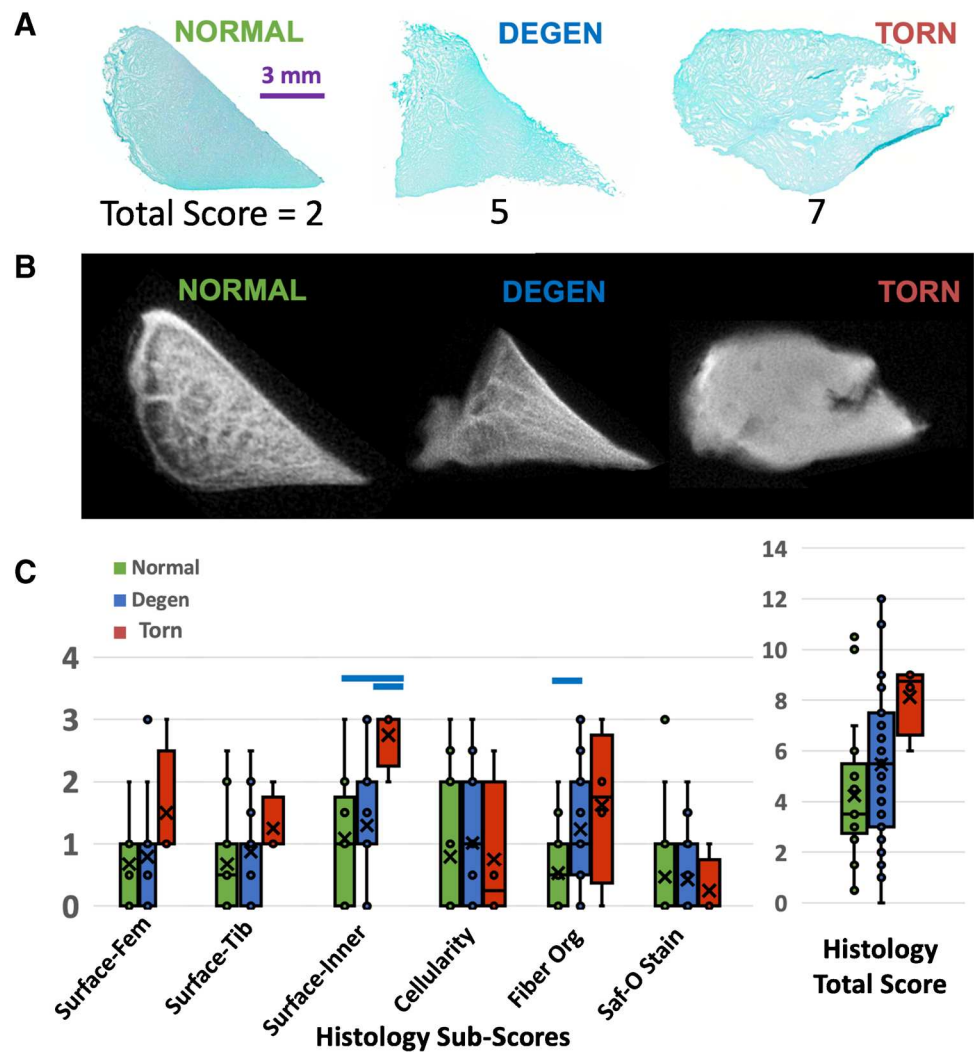 A
NORMAL
DEGEN
TORN
3 mm
Total Score = 2
5
7
B
NORMAL
DEGEN
TORN
C
Normal
Degen
Torn
4
3
2
1
0
Surface-Fem
Surface-Tib
Surface-Inner
Cellularity
Fiber Org
Saf-O Stain
Histology Sub-Scores
14
12
10
8
6
4
2
0
Histology
Total Score